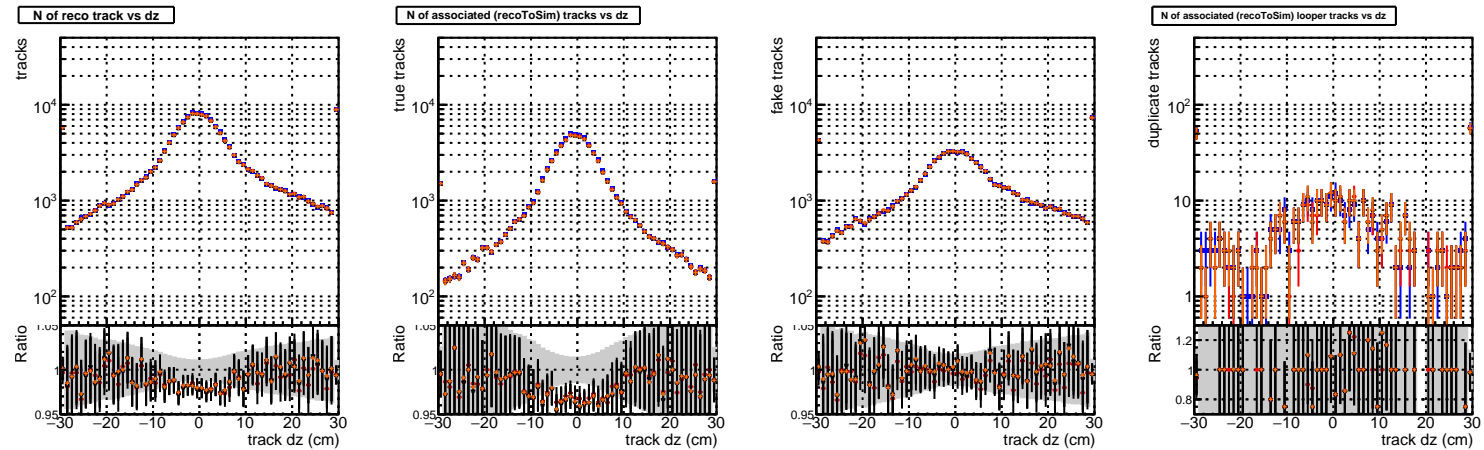 N of reco track vs dz
N of associated (recoToSim) tracks vs dz
N of associated (recoToSim) looper tracks vs dz
tracks
10^4
10^3
10^2
Ratio
1.05
1
0.95
−30 −20 −10 0 10 20 30
track dz (cm)
true tracks
10^4
10^3
10^2
Ratio
1.05
1
0.95
−30 −20 −10 0 10 20 30
track dz (cm)
fake tracks
10^4
10^3
10^2
Ratio
1.05
1
0.95
−30 −20 −10 0 10 20 30
track dz (cm)
duplicate tracks
10^2
10
1
Ratio
1.2
1
0.8
−30 −20 −10 0 10 20 30
track dz (cm)